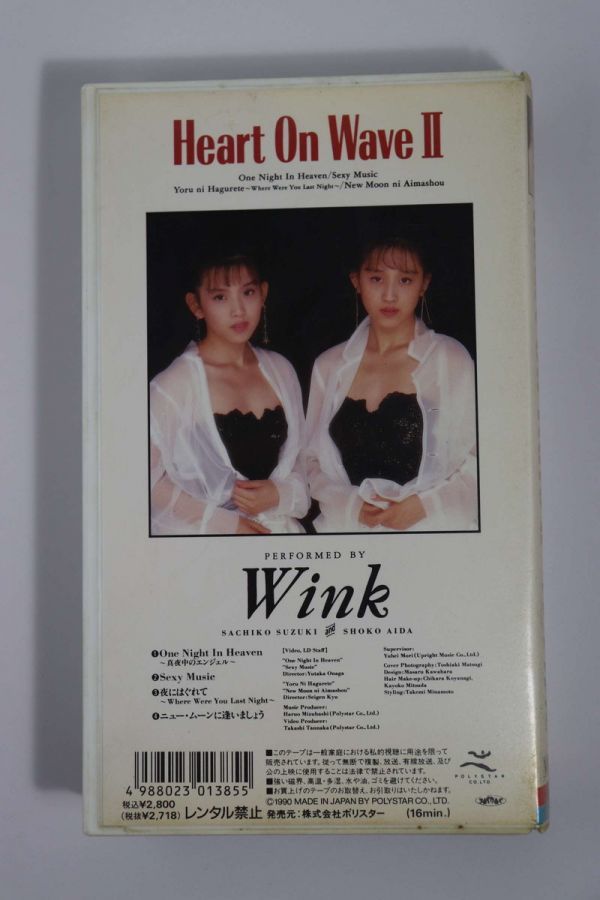 Heart On Wave II
One Night In Heaven/Sexy Music
Yoru ni Hagurete～Where Were You Last Night～/New Moon ni Aimashou
PERFORMED BY
Wink
SACHIKO SUZUKI and SHOKO AIDA
❶One Night In Heaven
～真夜中のエンジェル～
❷Sexy Music
❸夜にはぐれて
～Where Were You Last Night～
❹ニュー・ムーンに逢いましょう
[Video, LD Staff]
"One Night In Heaven"
"Sexy Music"
Director:Yutaka Onaga
"Yoru Ni Hagurete"
"New Moon ni Aimashou"
Director:Seigen Kyu
Music Producer:
Haruo Mizuhashi(Polystar Co., Ltd.)
Video Producer:
Takashi Tannaka(Polystar Co., Ltd.)
Supervisor:
Yuhei Mori(Upright Music Co., Ltd.)
Cover Photography:Toshiaki Matsugi
Design:Masaru Kawahara
Hair Make-up:Chikara Koyanagi,
Kayoko Mitsuda
Styling:Takemi Minamoto
4 988023 013855
税込¥2,800
(税抜¥2,718)
レンタル禁止
■このテープは一般家庭における私的視聴に用途を限って
販売されています。従って無断で複製、放送、有線放送、及び
公の上映に使用することは法律で禁止されています。
■強い磁界、高温・多湿、水や油、ゴミを避けてください。
■お買上げのテープのお取替え、お引取りはいたしかねます。
©1990 MADE IN JAPAN BY POLYSTAR CO., LTD.
発売元：株式会社ポリスター
(16min.)
POLYSTAR
CO., LTD.